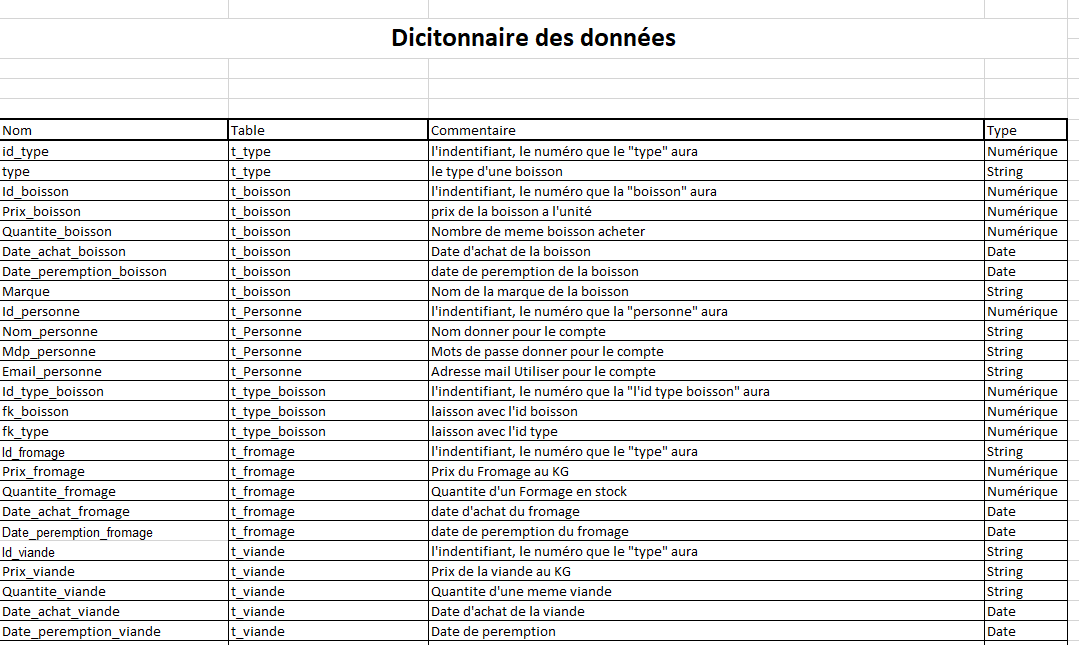 Dicitonnaire des données
Nom Table Commentaire Type
id_type t_type l'indentifiant, le numéro que le "type" aura Numérique
type t_type le type d'une boisson String
Id_boisson t_boisson l'indentifiant, le numéro que la "boisson" aura Numérique
Prix_boisson t_boisson prix de la boisson a l'unité Numérique
Quantite_boisson t_boisson Nombre de meme boisson acheter Numérique
Date_achat_boisson t_boisson Date d'achat de la boisson Date
Date_peremption_boisson t_boisson date de peremption de la boisson Date
Marque t_boisson Nom de la marque de la boisson String
Id_personne t_Personne l'indentifiant, le numéro que la "personne" aura Numérique
Nom_personne t_Personne Nom donner pour le compte String
Mdp_personne t_Personne Mots de passe donner pour le compte String
Email_personne t_Personne Adresse mail Utiliser pour le compte String
Id_type_boisson t_type_boisson l'indentifiant, le numéro que la "l'id type boisson" aura Numérique
fk_boisson t_type_boisson laisson avec l'id boisson Numérique
fk_type t_type_boisson laisson avec l'id type Numérique
Id_fromage t_fromage l'indentifiant, le numéro que le "type" aura String
Prix_fromage t_fromage Prix du Fromage au KG Numérique
Quantite_fromage t_fromage Quantite d'un Formage en stock Numérique
Date_achat_fromage t_fromage date d'achat du fromage Date
Date_peremption_fromage t_fromage date de peremption du fromage Date
Id_viande t_viande l'indentifiant, le numéro que le "type" aura String
Prix_viande t_viande Prix de la viande au KG String
Quantite_viande t_viande Quantite d'une meme viande String
Date_achat_viande t_viande Date d'achat de la viande Date
Date_peremption_viande t_viande Date de peremption Date